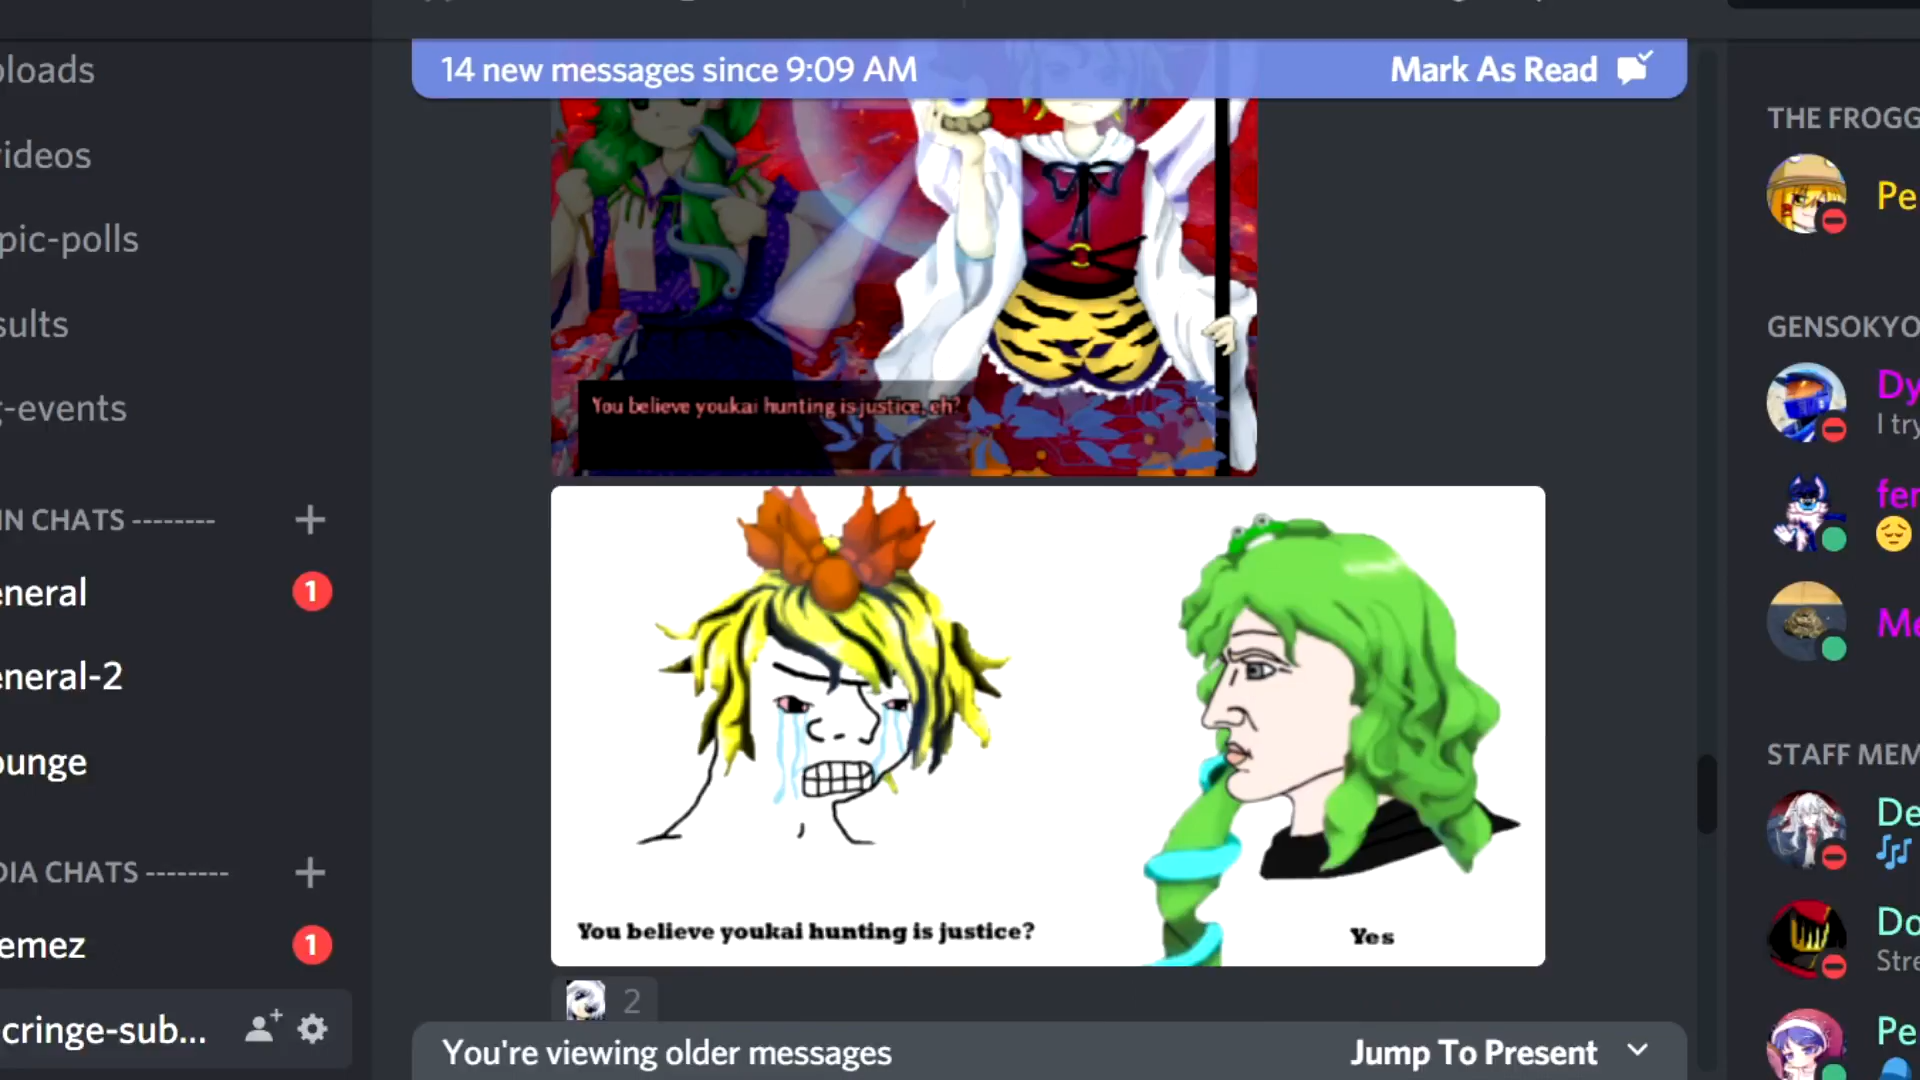 14 new messages since 9:09 AM
Mark As Read
loads
ideos
pic-polls
sults
-events
IN CHATS --------
eneral
1
eneral-2
ounge
DIA CHATS --------
emez
1
cringe-sub...
You believe youkai hunting is justice, eh?
You believe youkai hunting is justice?
Yes
2
You're viewing older messages
Jump To Present
THE FROGG
Pe
GENSOKYO
Dy
I try
fer
Me
STAFF MEM
De
Do
Stre
Pe